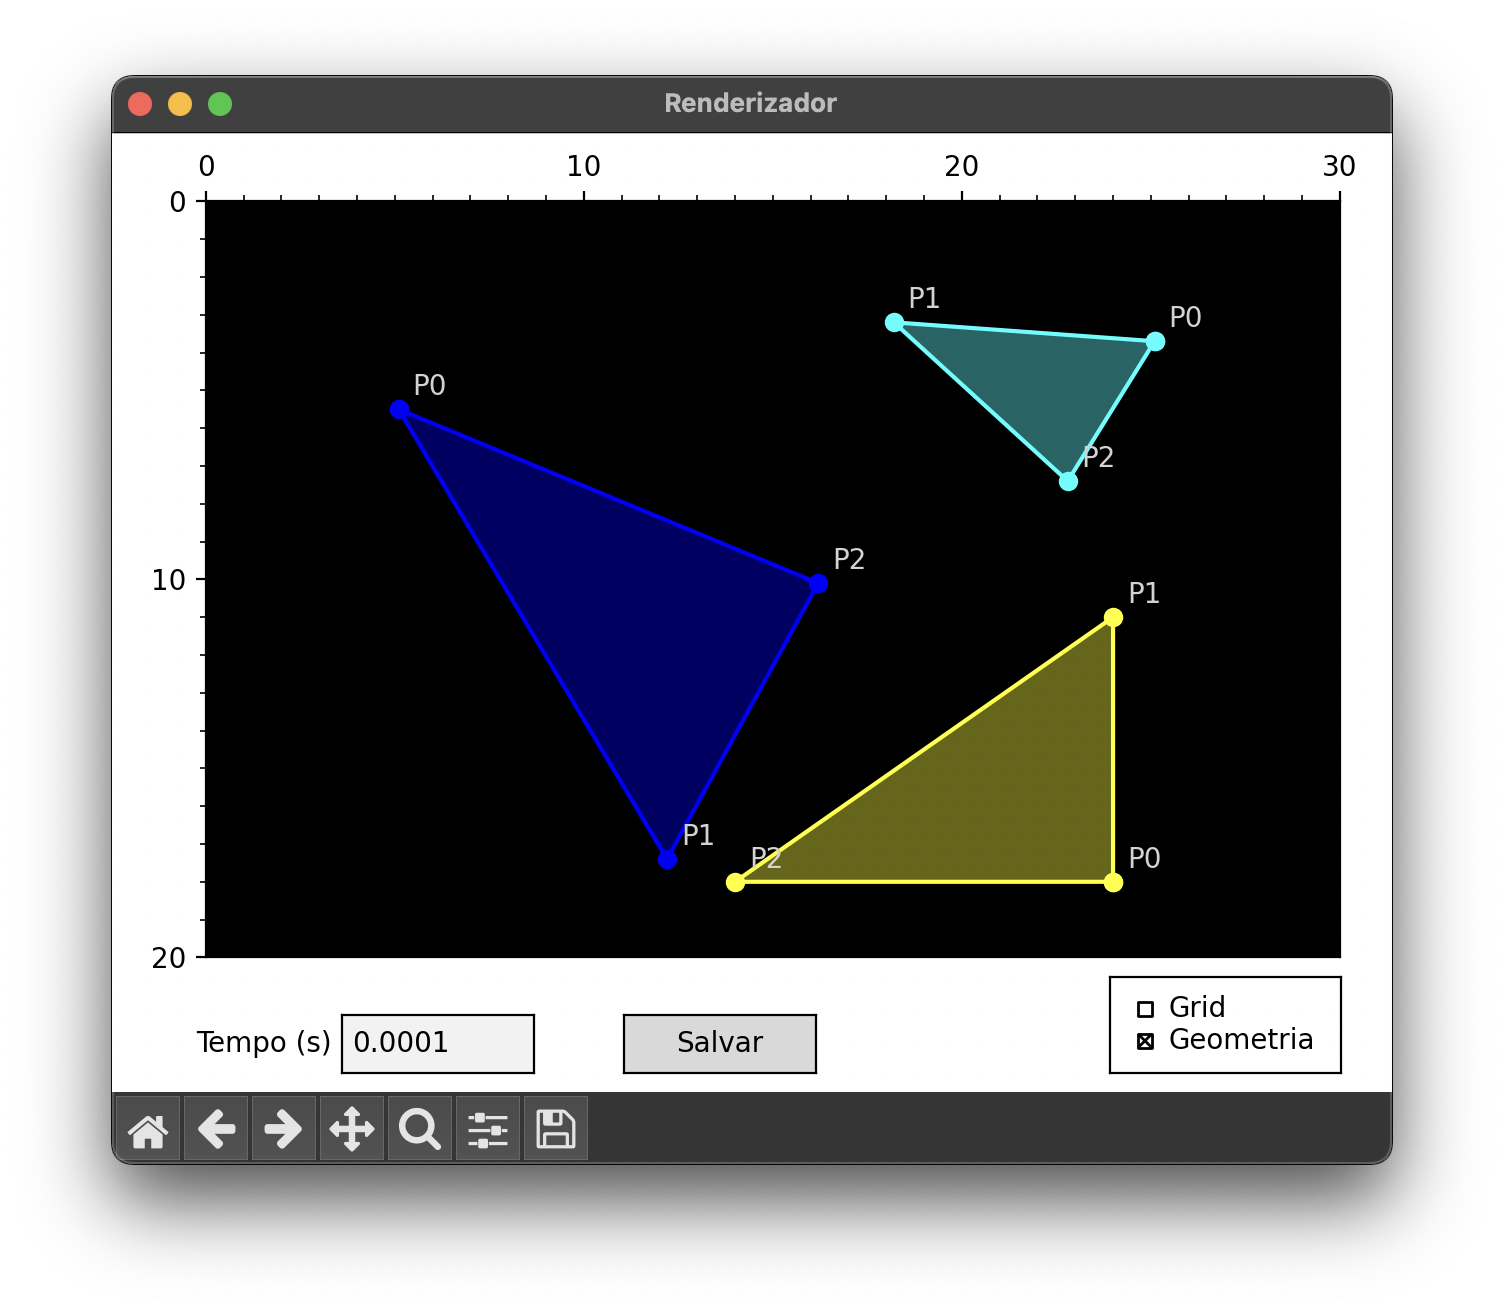 Renderizador
0 10 20 30
0
P1
P0
P0
P2
P2
10
P1
P1
P2 P0
20
Grid
Tempo (s) 0.0001 Salvar
Geometria